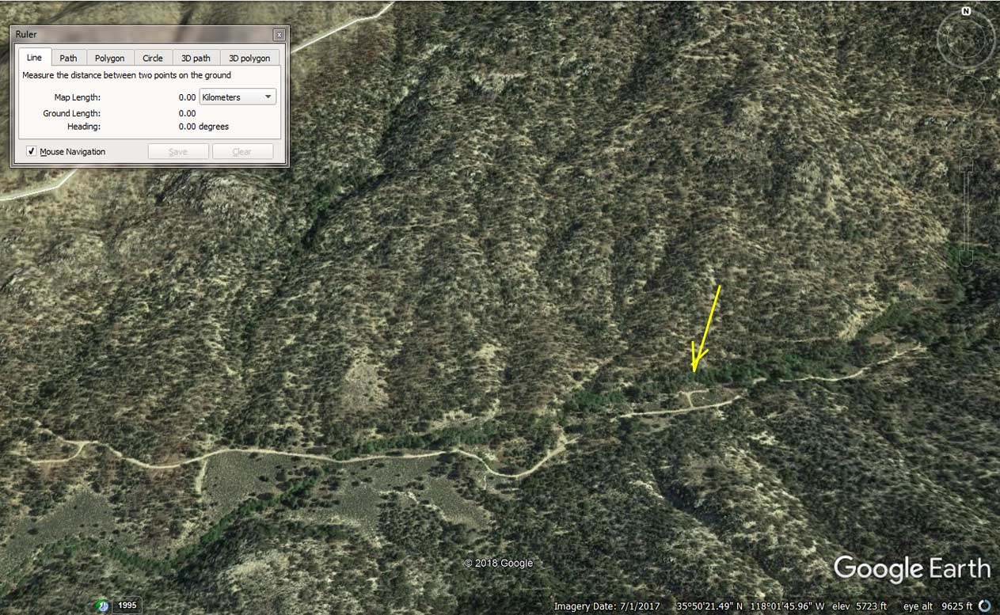 N
Ruler
Line Path Polygon Circle 3D path 3D polygon
Measure the distance between two points on the ground
Map Length: 0.00 Kilometers
Ground Length: 0.00
Heading: 0.00 degrees
Mouse Navigation Save Clear
© 2018 Google
Google Earth
1995 Imagery Date: 7/1/2017 35°50'21.49" N 118°01'45.96" W elev 5723 ft eye alt 9625 ft